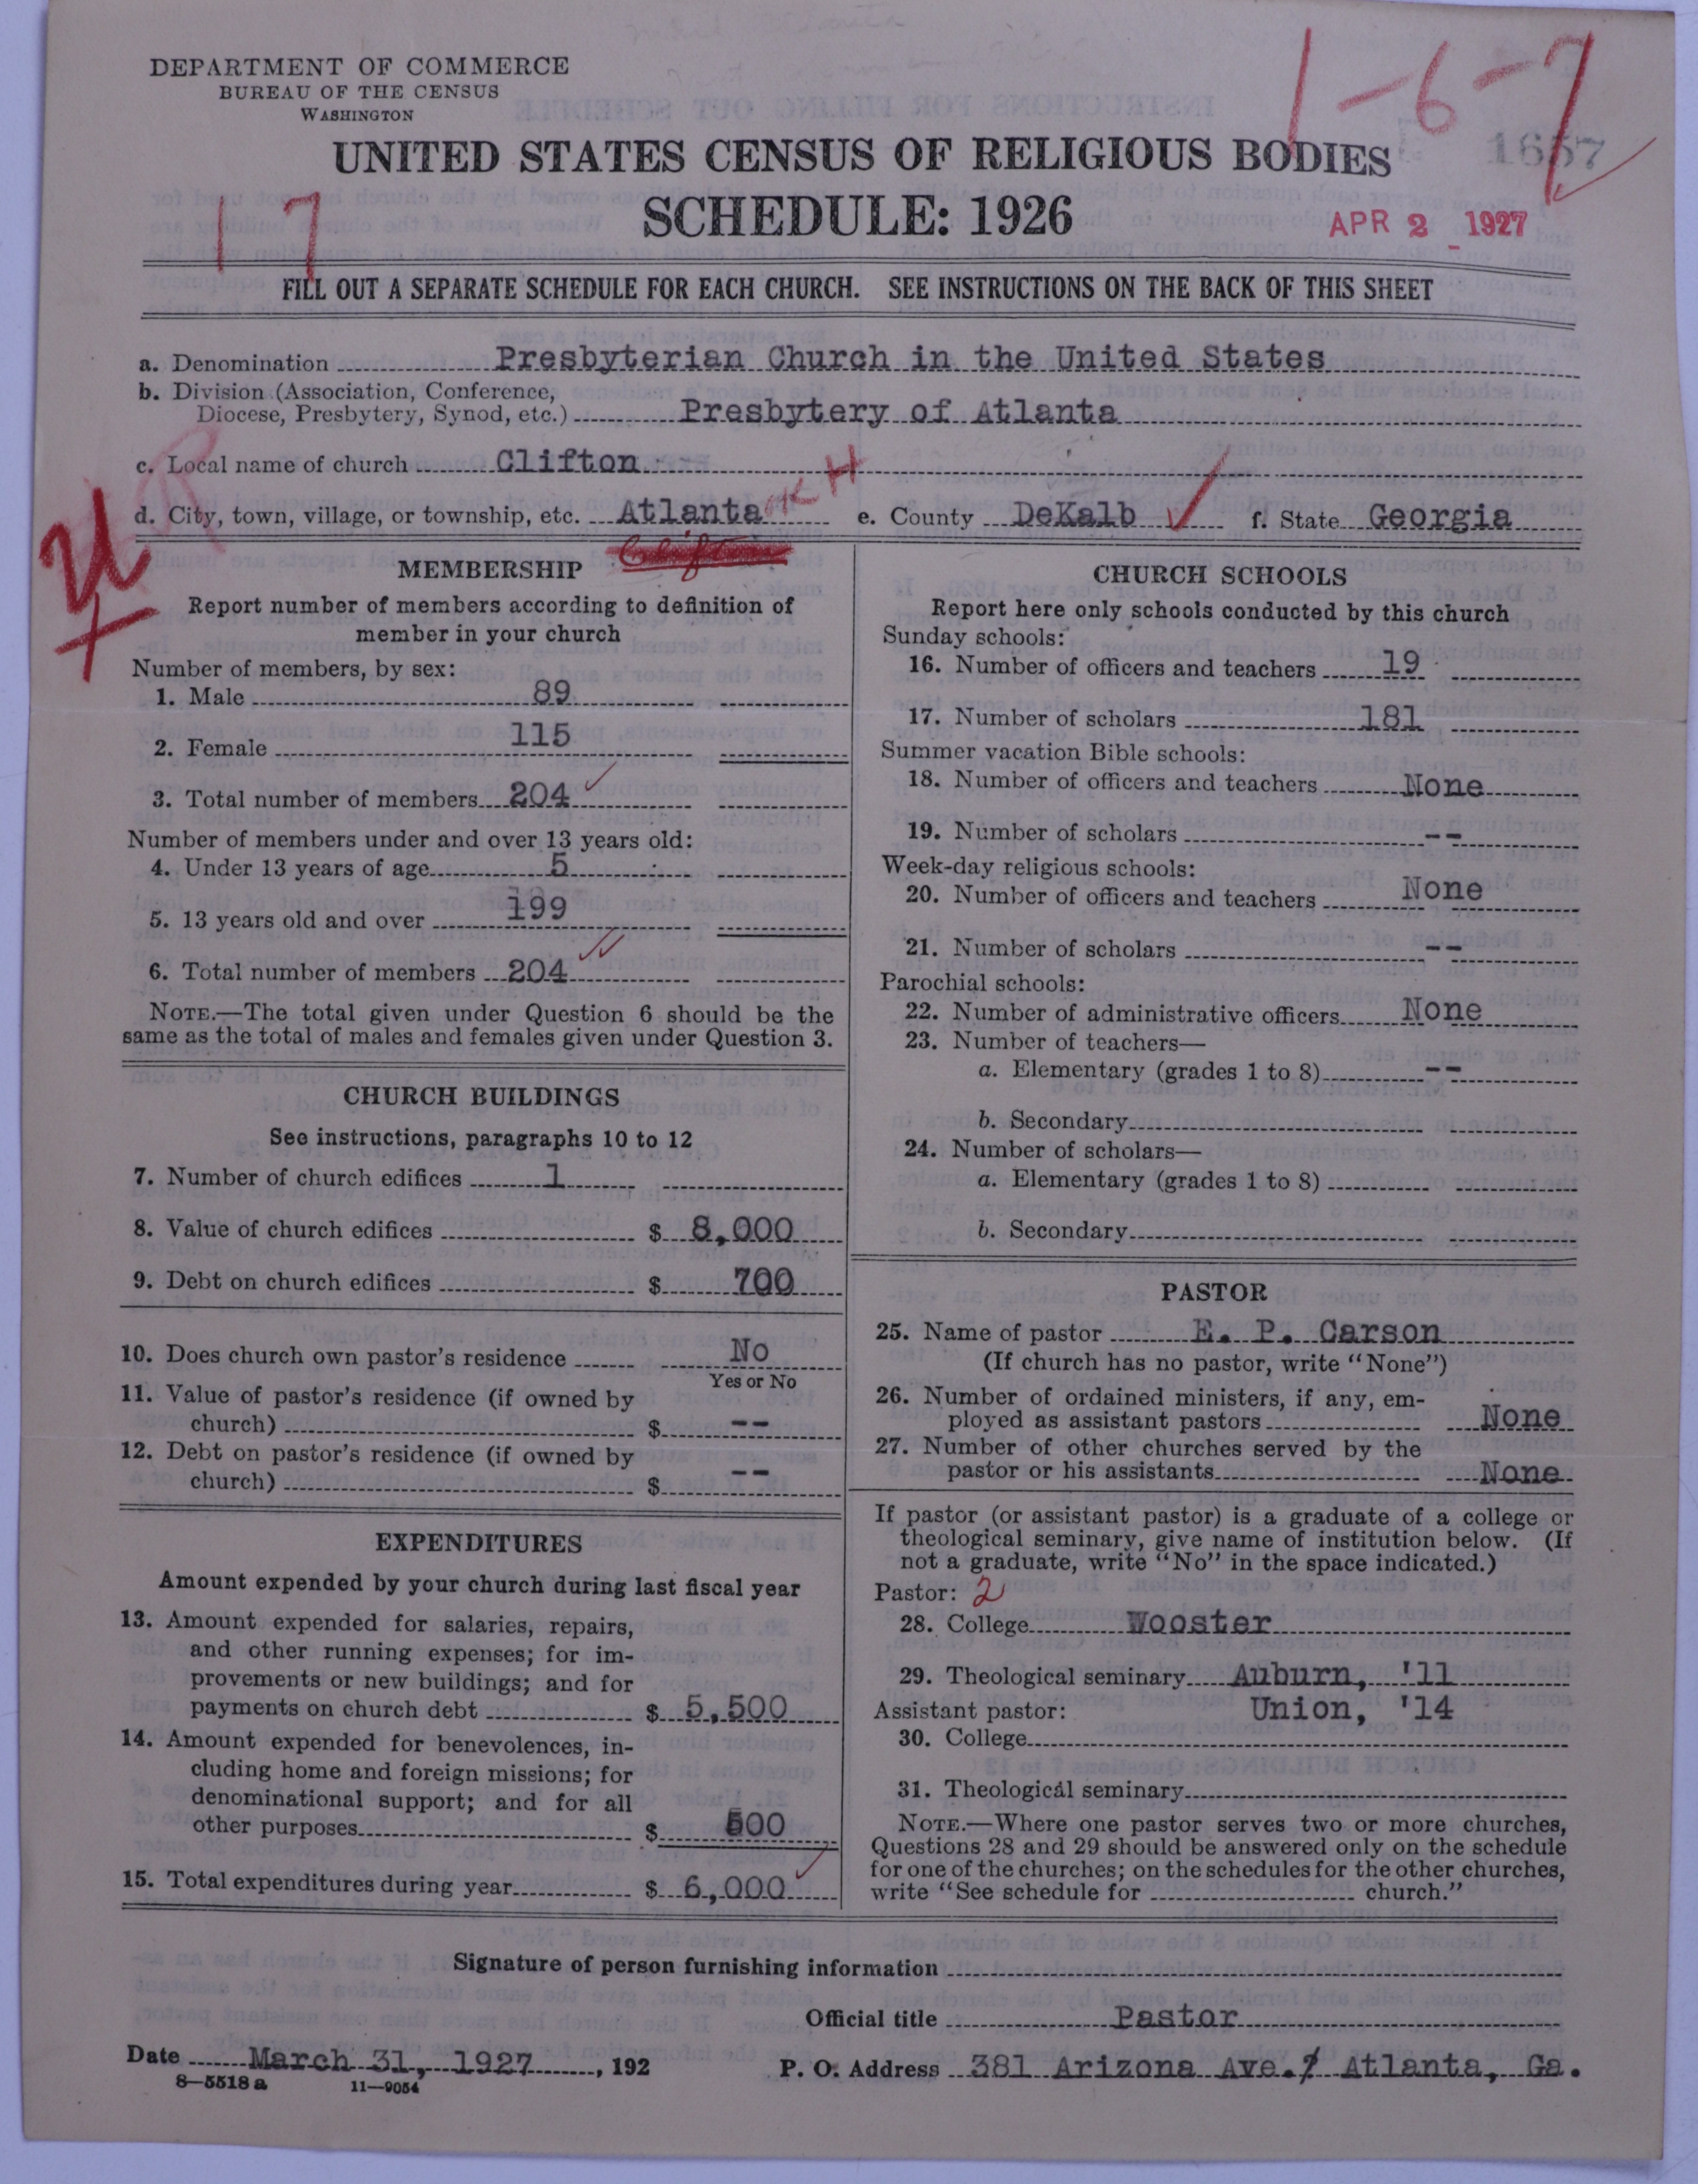 DEPARTMENT OF COMMERCE
BUREAU OF THE CENSUS
WASHINGTON
1-6-7
1657
UNITED STATES CENSUS OF RELIGIOUS BODIES
SCHEDULE: 1926
17
APR 2 1927
FILL OUT A SEPARATE SCHEDULE FOR EACH CHURCH. SEE INSTRUCTIONS ON THE BACK OF THIS SHEET
a. Denomination Presbyterian Church in the United States
b. Division (Association, Conference,
Diocese, Presbytery, Synod, etc.) Presbytery of Atlanta
c. Local name of church Clifton
d. City, town, village, or township, etc. Atlanta e. County DeKalb f. State Georgia
Clifton
MEMBERSHIP
Report number of members according to definition of
member in your church
Number of members, by sex:
1. Male 89
2. Female 115
3. Total number of members 204
Number of members under and over 13 years old:
4. Under 13 years of age 5
5. 13 years old and over 199
6. Total number of members 204
NOTE.—The total given under Question 6 should be the
same as the total of males and females given under Question 3.
CHURCH BUILDINGS
See instructions, paragraphs 10 to 12
7. Number of church edifices 1
8. Value of church edifices $ 8,000
9. Debt on church edifices $ 700
10. Does church own pastor's residence No
Yes or No
11. Value of pastor's residence (if owned by
church) $ --
12. Debt on pastor's residence (if owned by
church) $ --
EXPENDITURES
Amount expended by your church during last fiscal year
13. Amount expended for salaries, repairs,
and other running expenses; for im-
provements or new buildings; and for
payments on church debt $ 5,500
14. Amount expended for benevolences, in-
cluding home and foreign missions; for
denominational support; and for all
other purposes $ 500
15. Total expenditures during year $ 6,000
CHURCH SCHOOLS
Report here only schools conducted by this church
Sunday schools:
16. Number of officers and teachers 19
17. Number of scholars 181
Summer vacation Bible schools:
18. Number of officers and teachers None
19. Number of scholars --
Week-day religious schools:
20. Number of officers and teachers None
21. Number of scholars --
Parochial schools:
22. Number of administrative officers None
23. Number of teachers—
a. Elementary (grades 1 to 8) --
b. Secondary
24. Number of scholars—
a. Elementary (grades 1 to 8)
b. Secondary
PASTOR
25. Name of pastor E. P. Carson
(If church has no pastor, write "None")
26. Number of ordained ministers, if any, em-
ployed as assistant pastors None
27. Number of other churches served by the
pastor or his assistants None
If pastor (or assistant pastor) is a graduate of a college or
theological seminary, give name of institution below. (If
not a graduate, write "No" in the space indicated.)
Pastor: 2
28. College Wooster
29. Theological seminary Auburn, '11
Assistant pastor: Union, '14
30. College
31. Theological seminary
NOTE.—Where one pastor serves two or more churches,
Questions 28 and 29 should be answered only on the schedule
for one of the churches; on the schedules for the other churches,
write "See schedule for church."
Signature of person furnishing information
Official title Pastor
Date March 31, 1927, 192
P. O. Address 381 Arizona Ave. Atlanta, Ga.
8—5518 a 11—9054